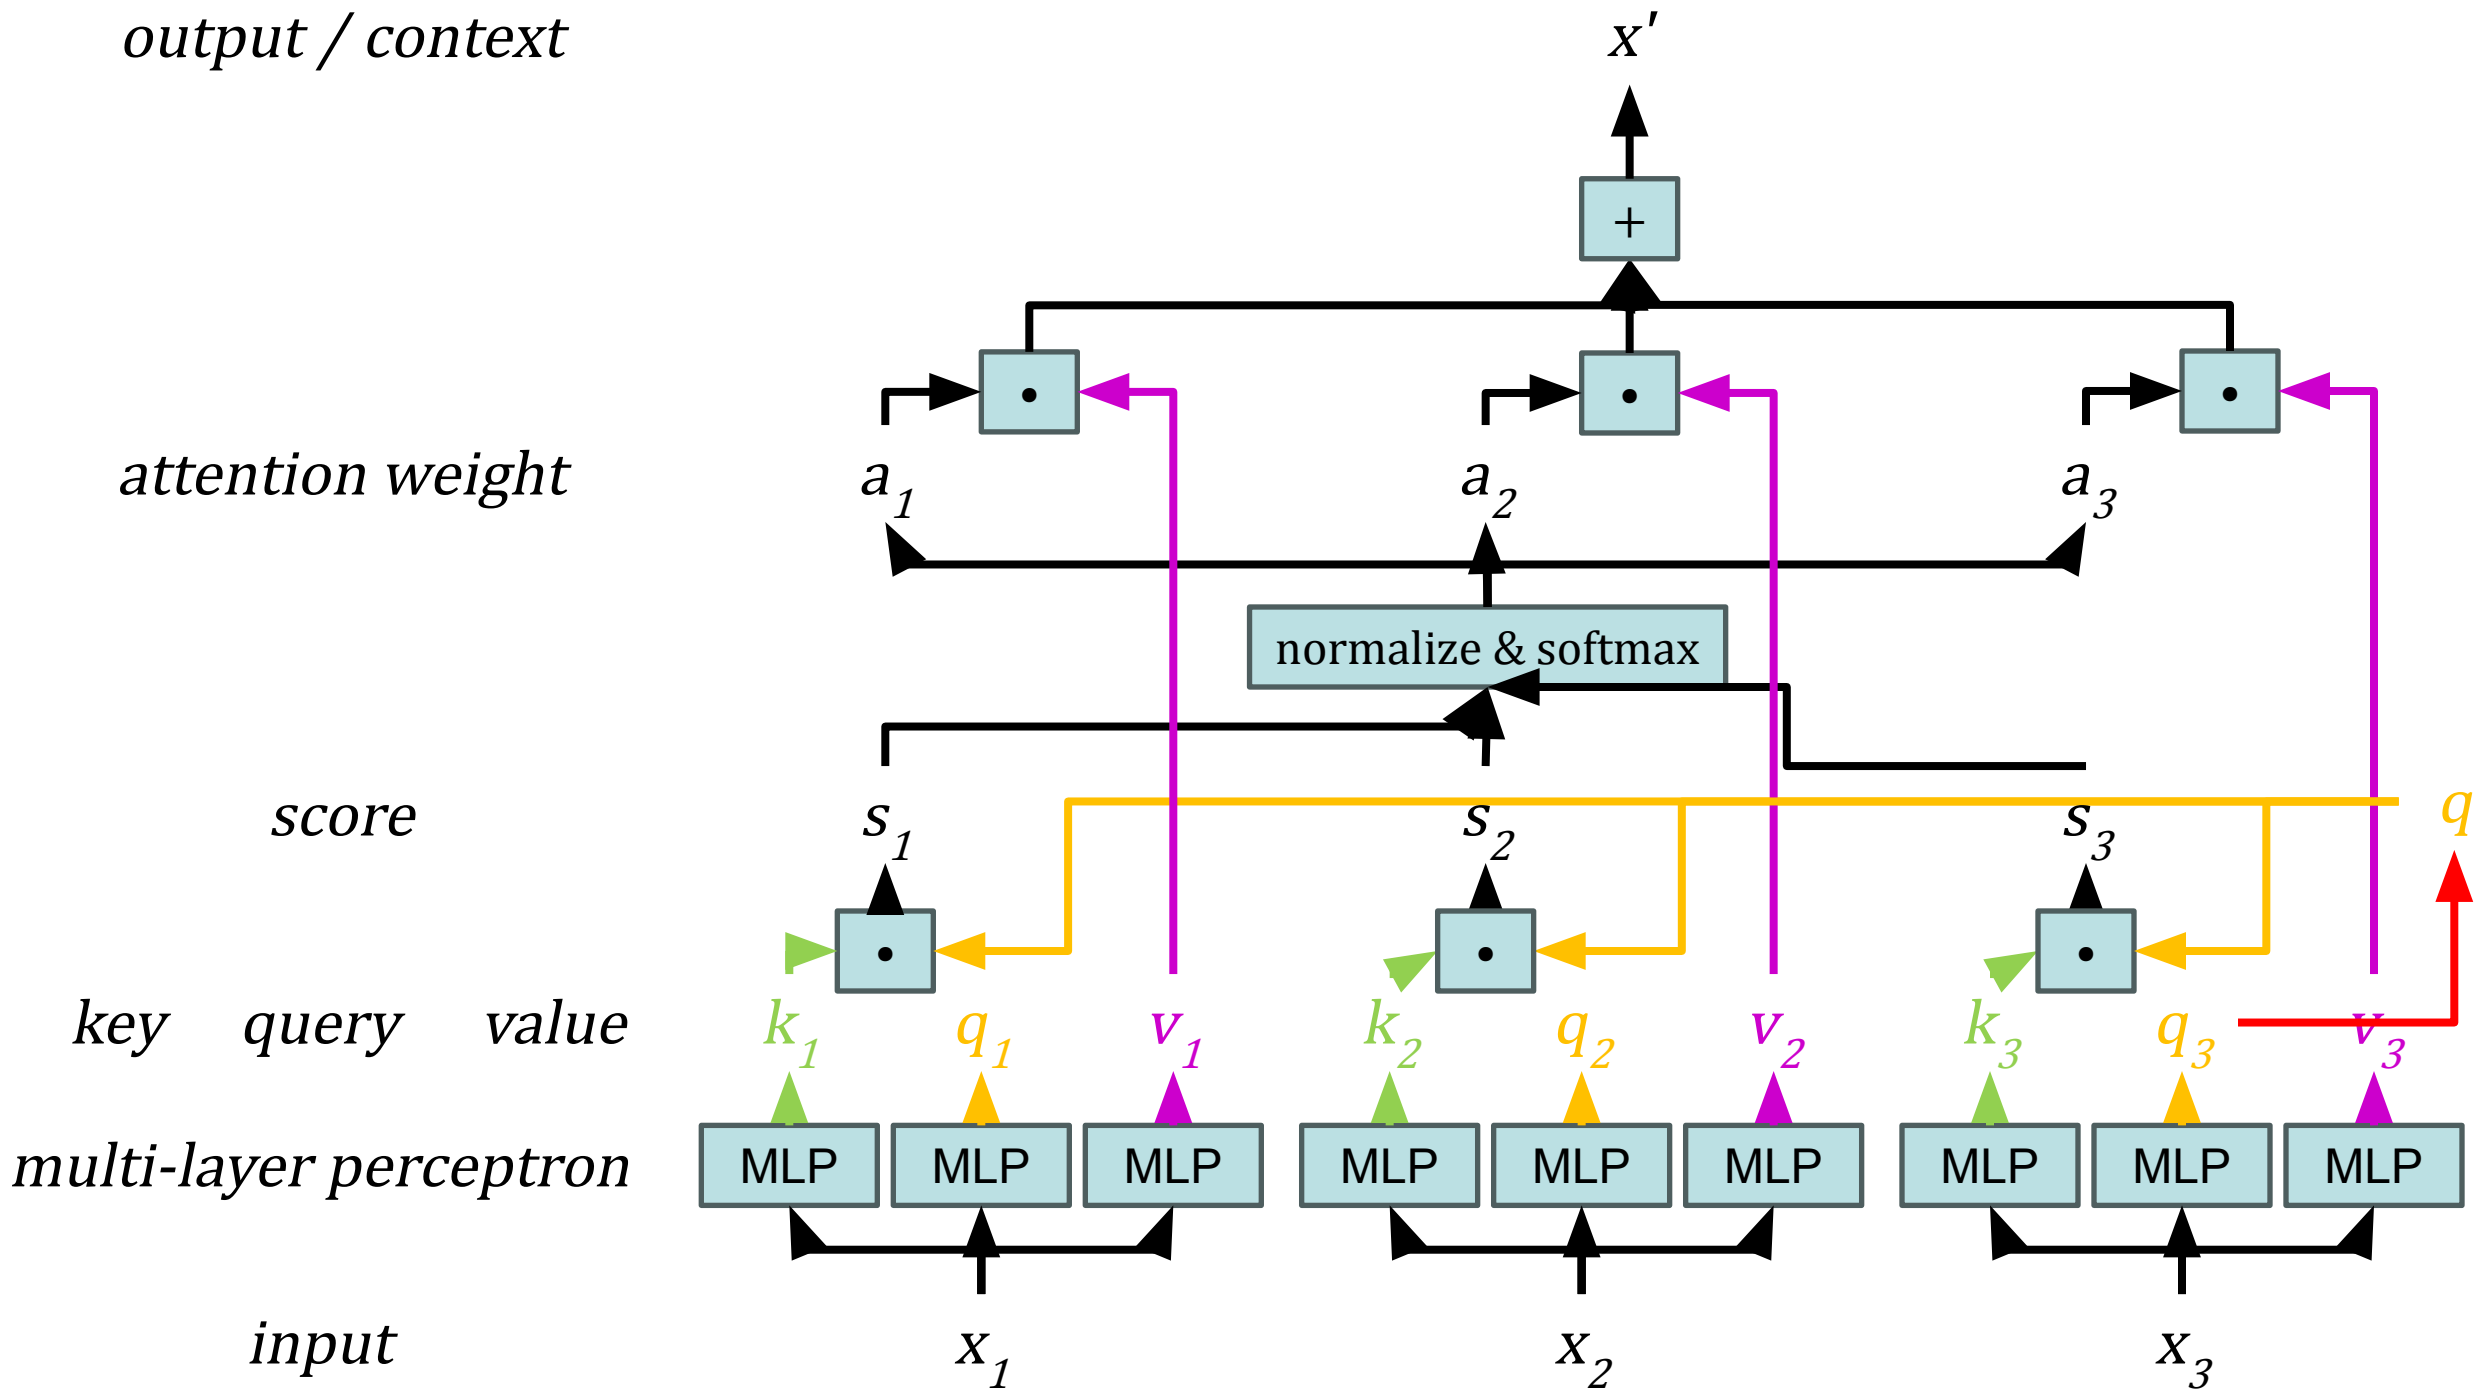 output / context x'
+
• • •
attention weight a1 a2 a3
normalize & softmax
score s1 s2 s3 q
• • •
key query value k1 q1 v1 k2 q2 v2 k3 q3 v3
multi-layer perceptron MLP MLP MLP MLP MLP MLP MLP MLP MLP
input x1 x2 x3